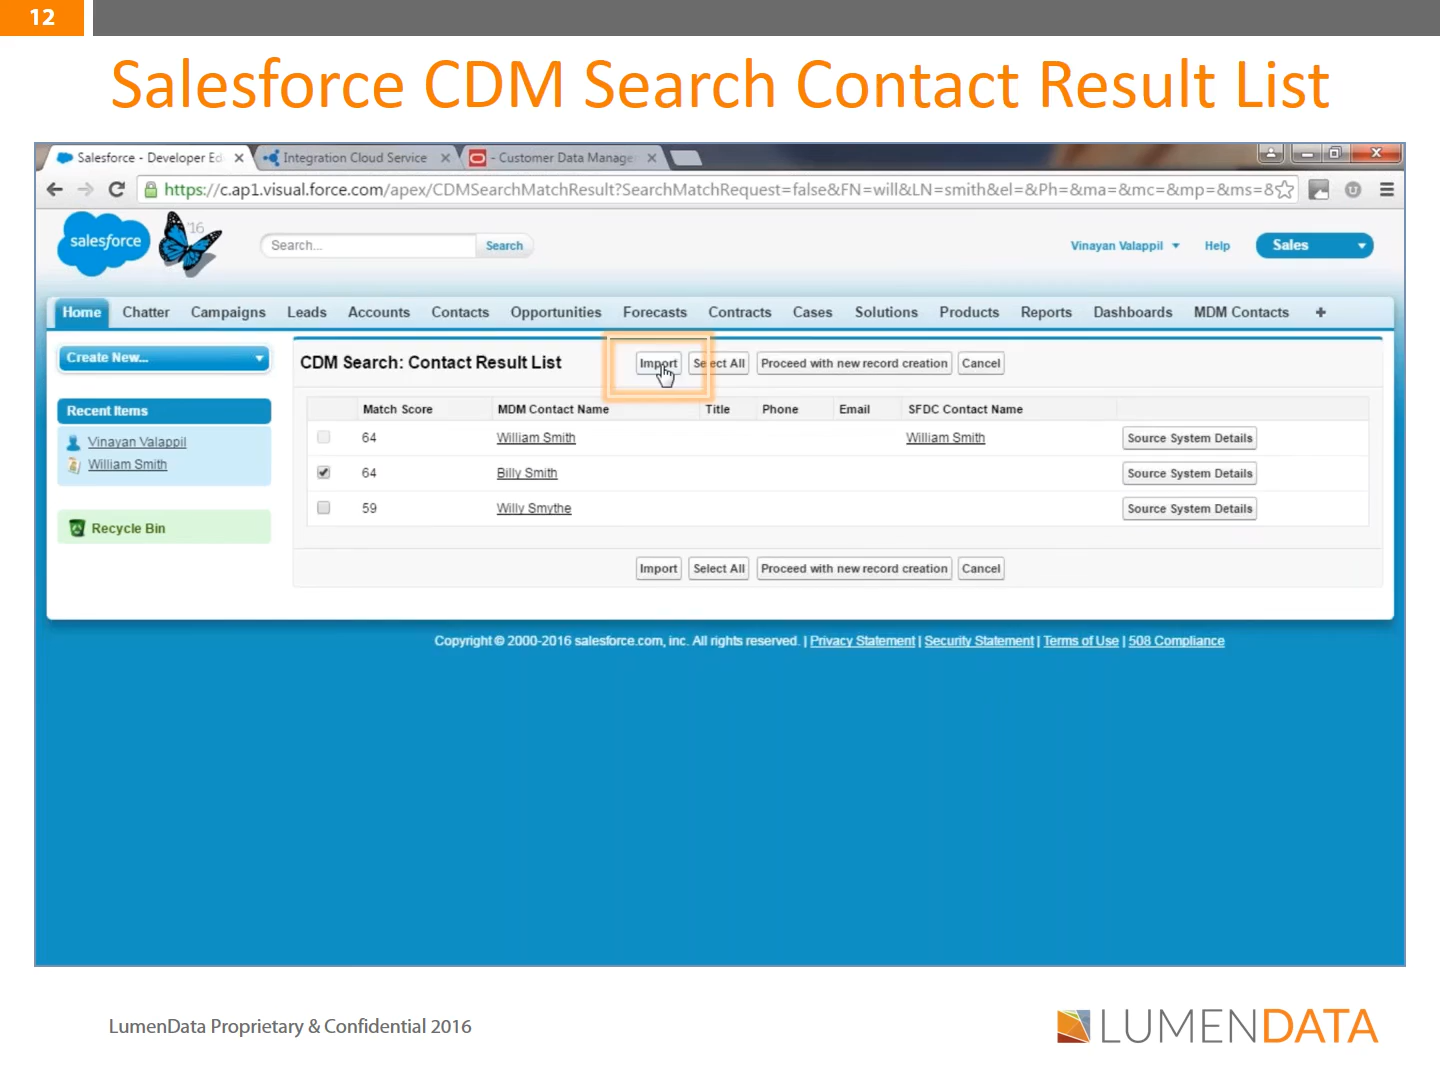 12
Salesforce CDM Search Contact Result List
Salesforce - Developer Ed Integration Cloud Service - Customer Data Manage
https://c.ap1.visual.force.com/apex/CDMSearchMatchResult?SearchMatchRequest=false&FN=will&LN=smith&el=&Ph=&ma=&mc=&mp=&ms=&
salesforce '16 Search... Search Vinayan Valappil Help Sales
Home Chatter Campaigns Leads Accounts Contacts Opportunities Forecasts Contracts Cases Solutions Products Reports Dashboards MDM Contacts +
Create New...
Recent Items
Vinayan Valappil
William Smith
Recycle Bin
CDM Search: Contact Result List Import Select All Proceed with new record creation Cancel
Match Score MDM Contact Name Title Phone Email SFDC Contact Name
64 William Smith William Smith Source System Details
64 Billy Smith Source System Details
59 Willy Smythe Source System Details
Import Select All Proceed with new record creation Cancel
Copyright © 2000-2016 salesforce.com, inc. All rights reserved. | Privacy Statement | Security Statement | Terms of Use | 508 Compliance
LumenData Proprietary & Confidential 2016
LUMENDATA